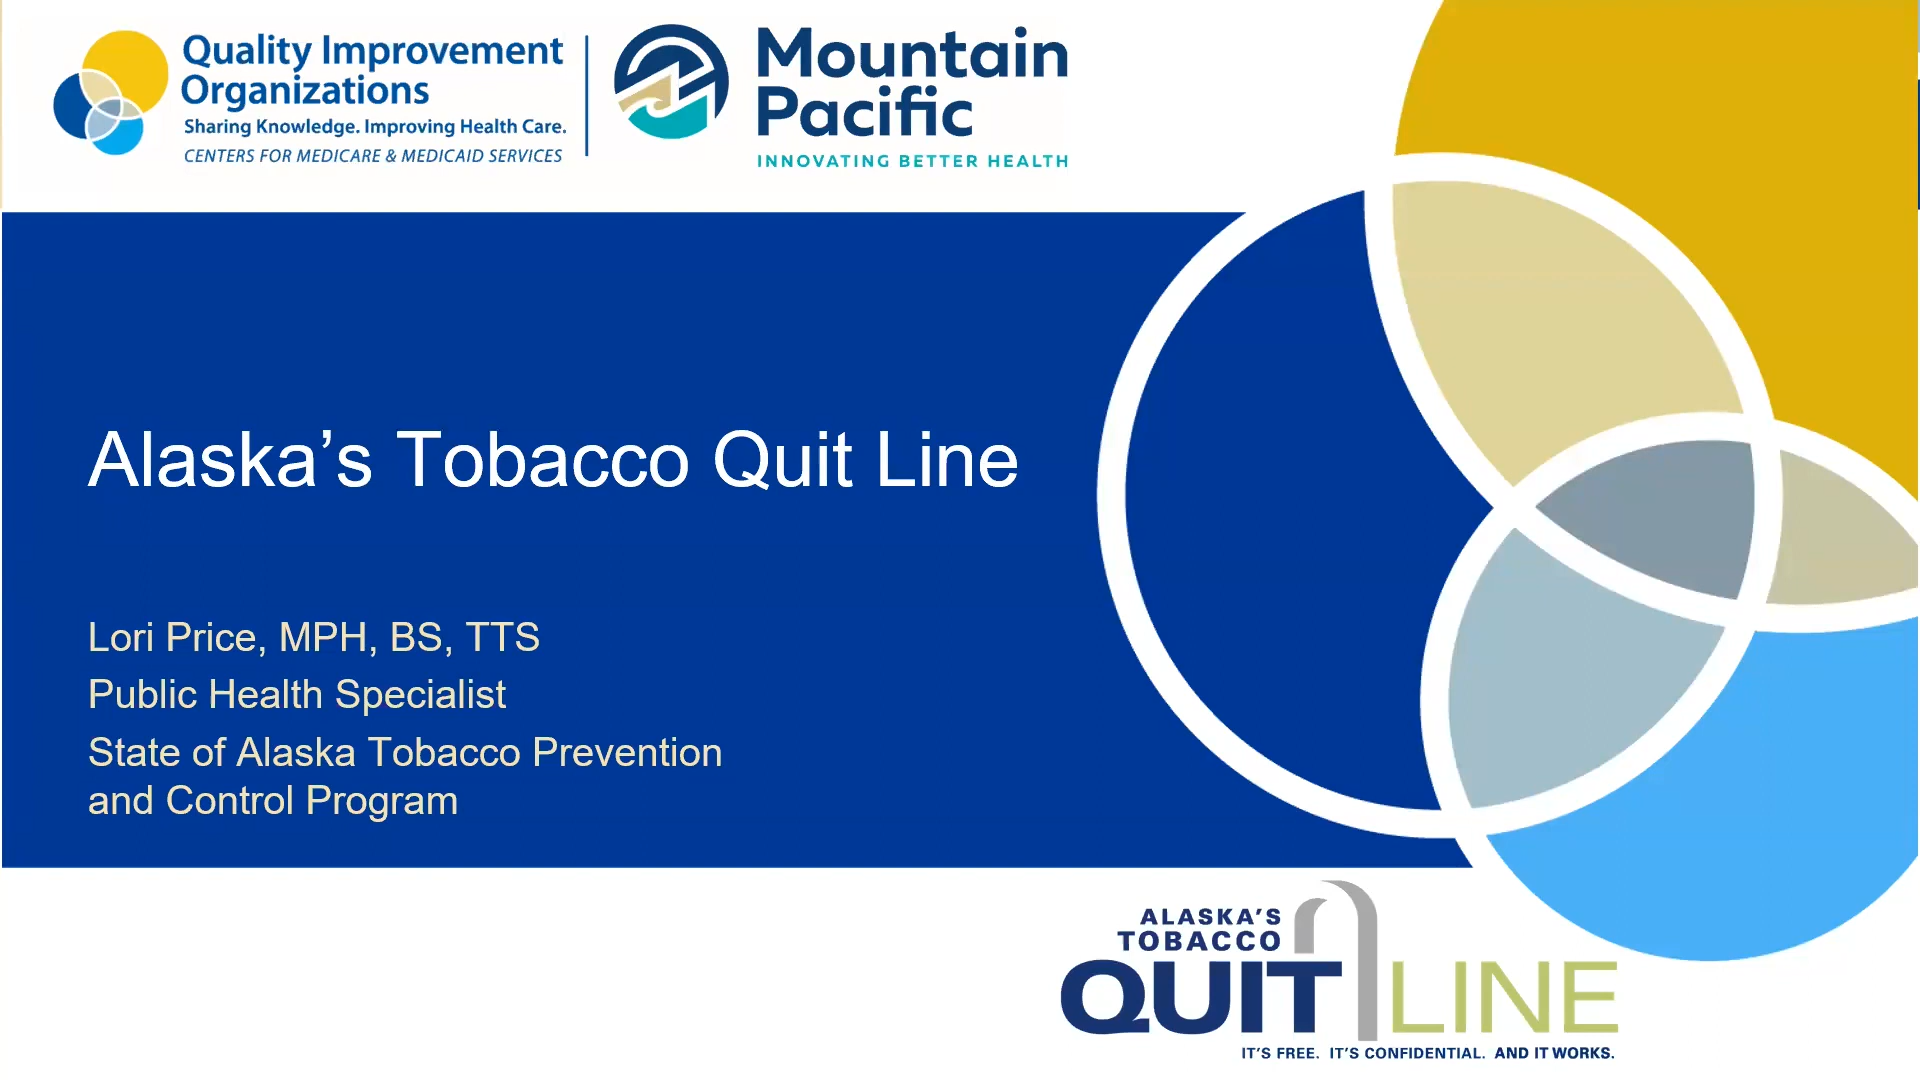 Quality Improvement
Organizations
Sharing Knowledge. Improving Health Care.
CENTERS FOR MEDICARE & MEDICAID SERVICES
Mountain
Pacific
INNOVATING BETTER HEALTH
Alaska’s Tobacco Quit Line
Lori Price, MPH, BS, TTS
Public Health Specialist
State of Alaska Tobacco Prevention
and Control Program
ALASKA’S
TOBACCO
QUIT LINE
IT’S FREE. IT’S CONFIDENTIAL. AND IT WORKS.